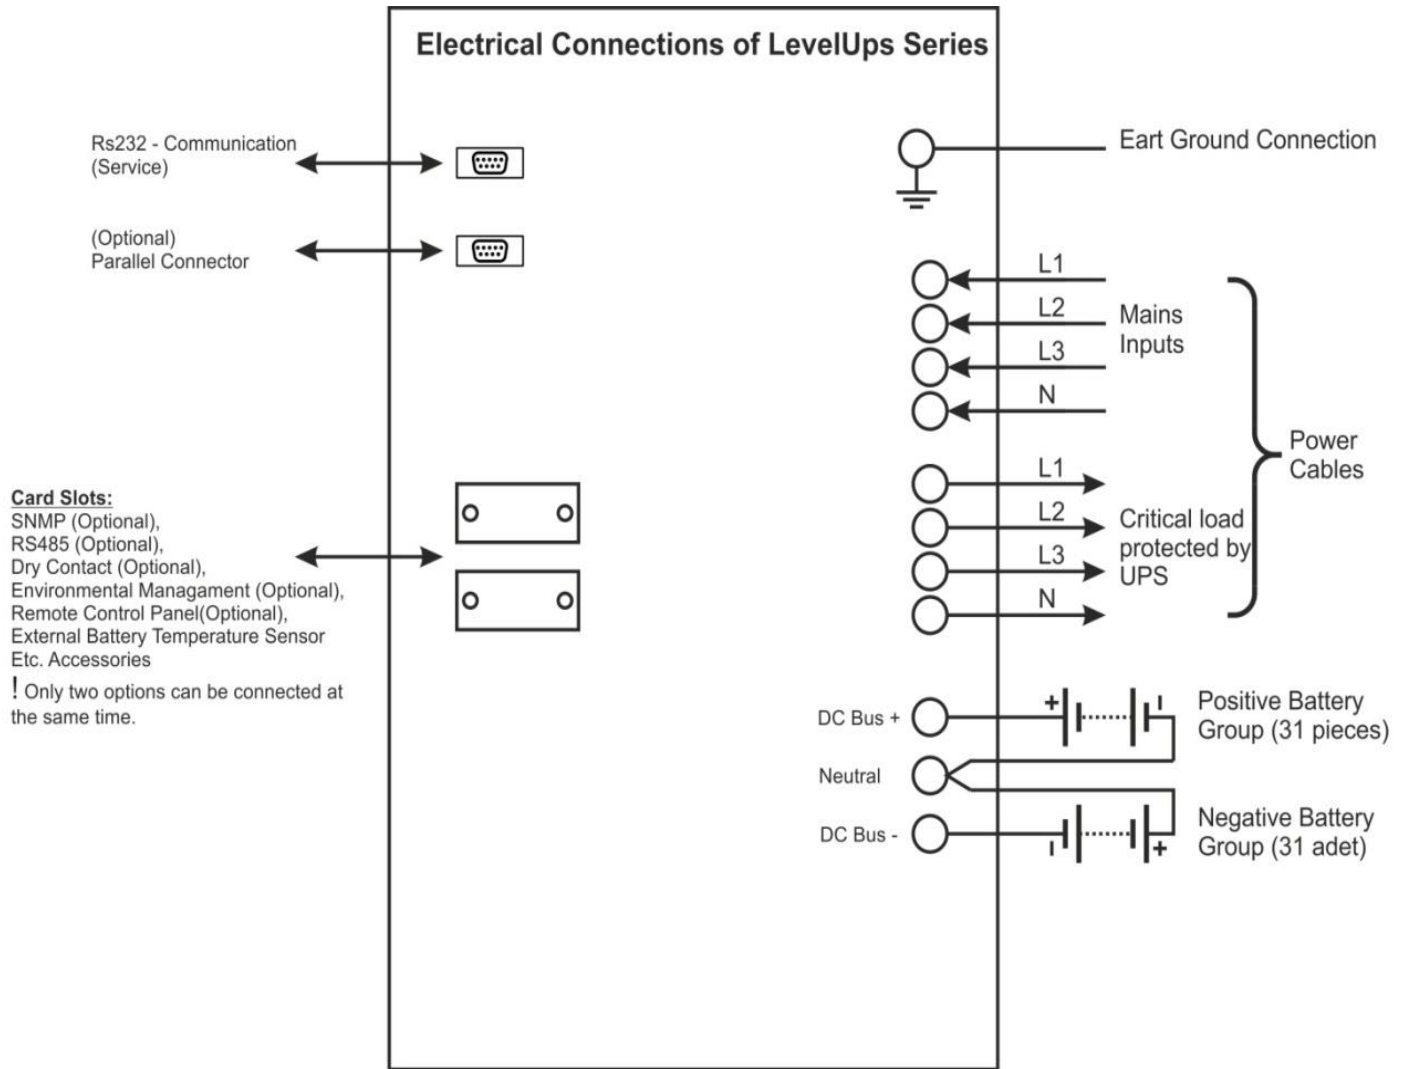 Electrical Connections of LevelUps Series
Rs232 - Communication
(Service)
(Optional)
Parallel Connector
Card Slots:
SNMP (Optional),
RS485 (Optional),
Dry Contact (Optional),
Environmental Managament (Optional),
Remote Control Panel(Optional),
External Battery Temperature Sensor
Etc. Accessories
! Only two options can be connected at
the same time.
Eart Ground Connection
L1
L2
L3
N
Mains
Inputs
L1
L2
L3
N
Critical load
protected by
UPS
Power
Cables
DC Bus +
Neutral
DC Bus -
+
-
Positive Battery
Group (31 pieces)
-
+
Negative Battery
Group (31 adet)